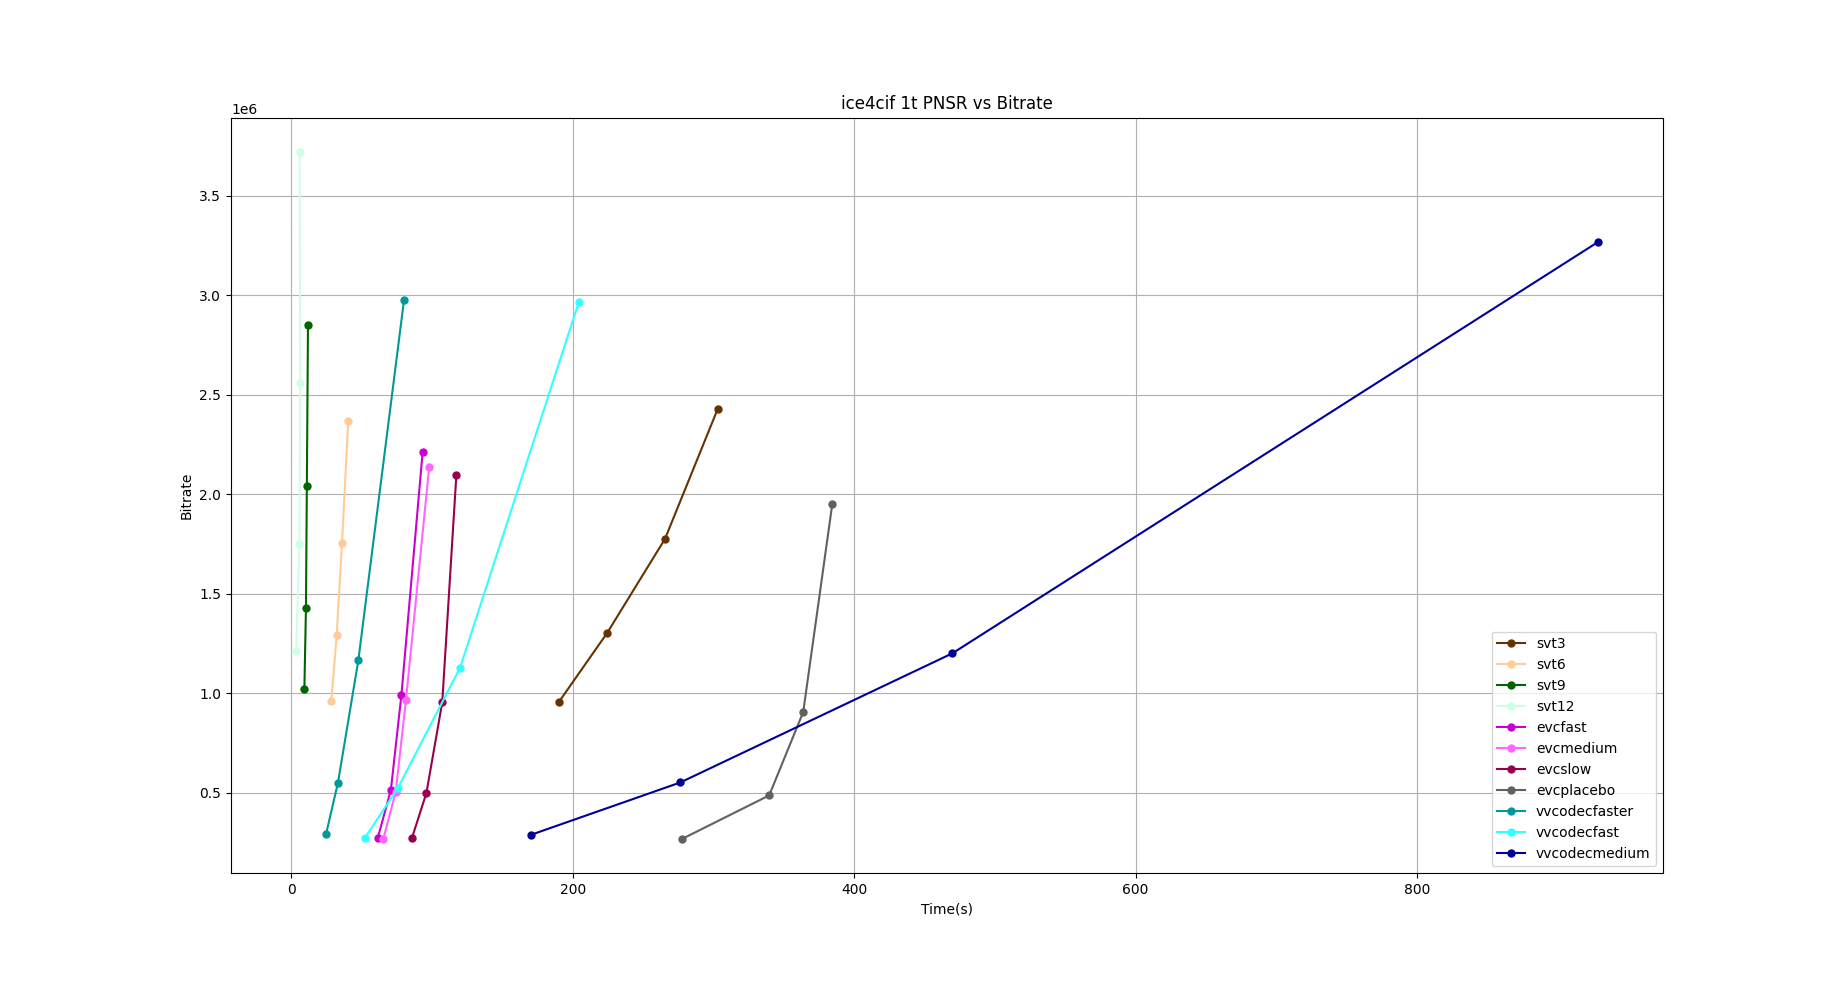 ice4cif 1t PNSR vs Bitrate
1e6
3.5
3.0
2.5
2.0
1.5
1.0
0.5
Bitrate
0 200 400 600 800
Time(s)
svt3
svt6
svt9
svt12
evcfast
evcmedium
evcslow
evcplacebo
vvcodecfaster
vvcodecfast
vvcodecmedium